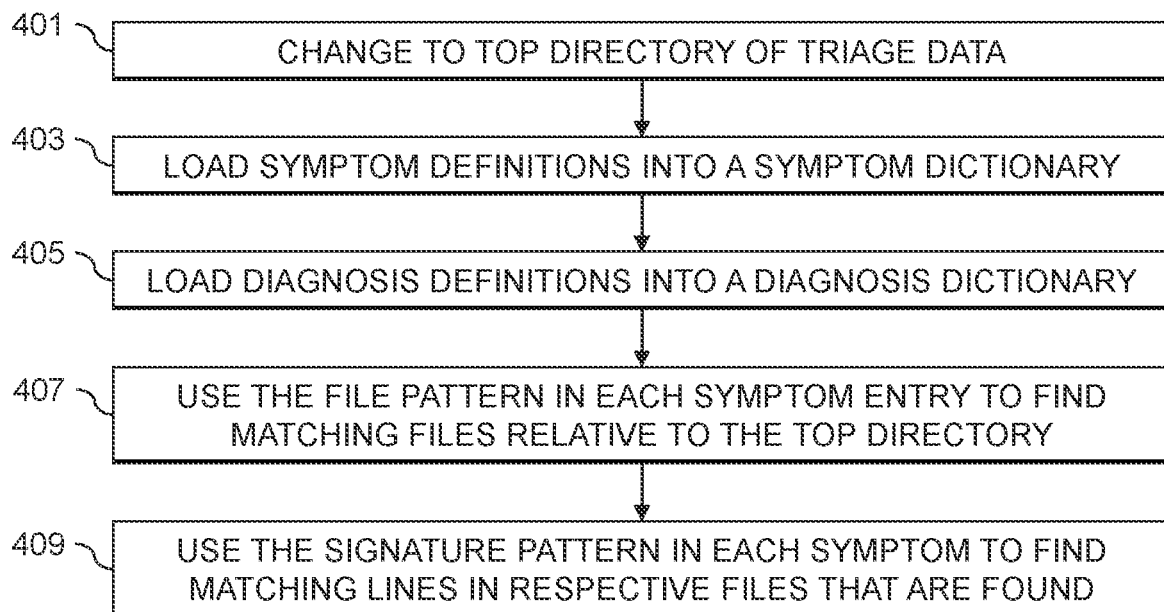 401
CHANGE TO TOP DIRECTORY OF TRIAGE DATA
403
LOAD SYMPTOM DEFINITIONS INTO A SYMPTOM DICTIONARY
405
LOAD DIAGNOSIS DEFINITIONS INTO A DIAGNOSIS DICTIONARY
407
USE THE FILE PATTERN IN EACH SYMPTOM ENTRY TO FIND
MATCHING FILES RELATIVE TO THE TOP DIRECTORY
409
USE THE SIGNATURE PATTERN IN EACH SYMPTOM TO FIND
MATCHING LINES IN RESPECTIVE FILES THAT ARE FOUND